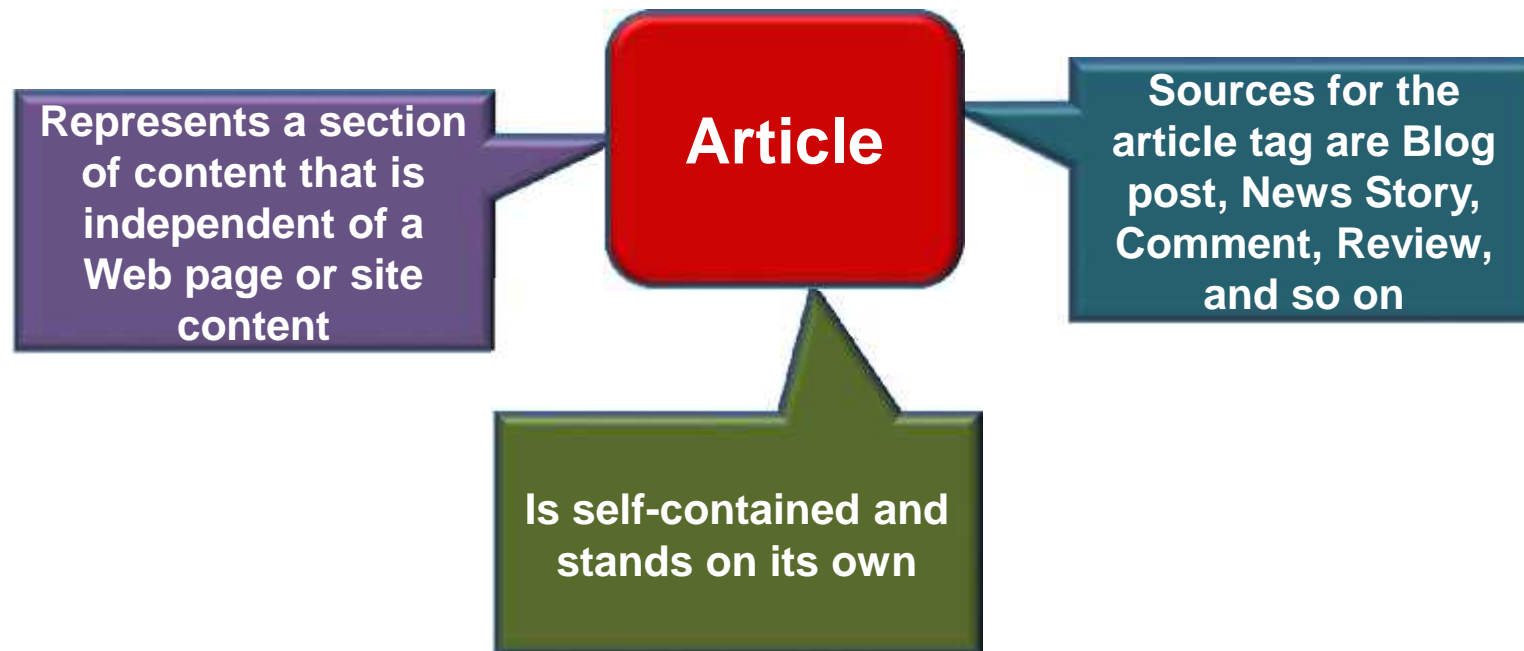 Represents a section
of content that is
independent of a
Web page or site
content
Article
Sources for the
article tag are Blog
post, News Story,
Comment, Review,
and so on
Is self-contained and
stands on its own